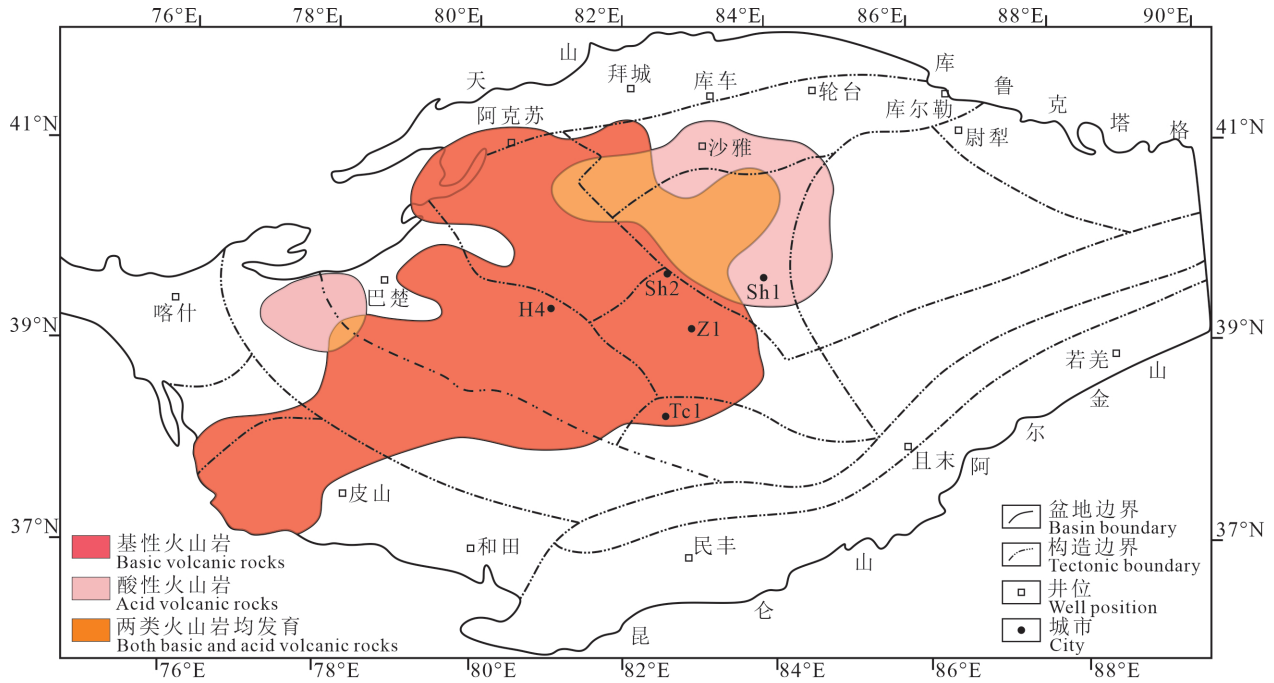 76°E 78°E 80°E 82°E 84°E 86°E 88°E 90°E
天 山
拜城
库车
轮台
库尔勒
库 鲁 克 塔 格
尉犁
阿克苏
41°N
41°N
沙雅
喀什
巴楚
H4
Sh2
Sh1
Z1
39°N
39°N
若羌
Tc1
且末
皮山
37°N
37°N
和田
民丰
昆 仑 山
阿 尔 金 山
基性火山岩
Basic volcanic rocks
酸性火山岩
Acid volcanic rocks
两类火山岩均发育
Both basic and acid volcanic rocks
盆地边界
Basin boundary
构造边界
Tectonic boundary
井位
Well position
城市
City
76°E 78°E 80°E 82°E 84°E 86°E 88°E